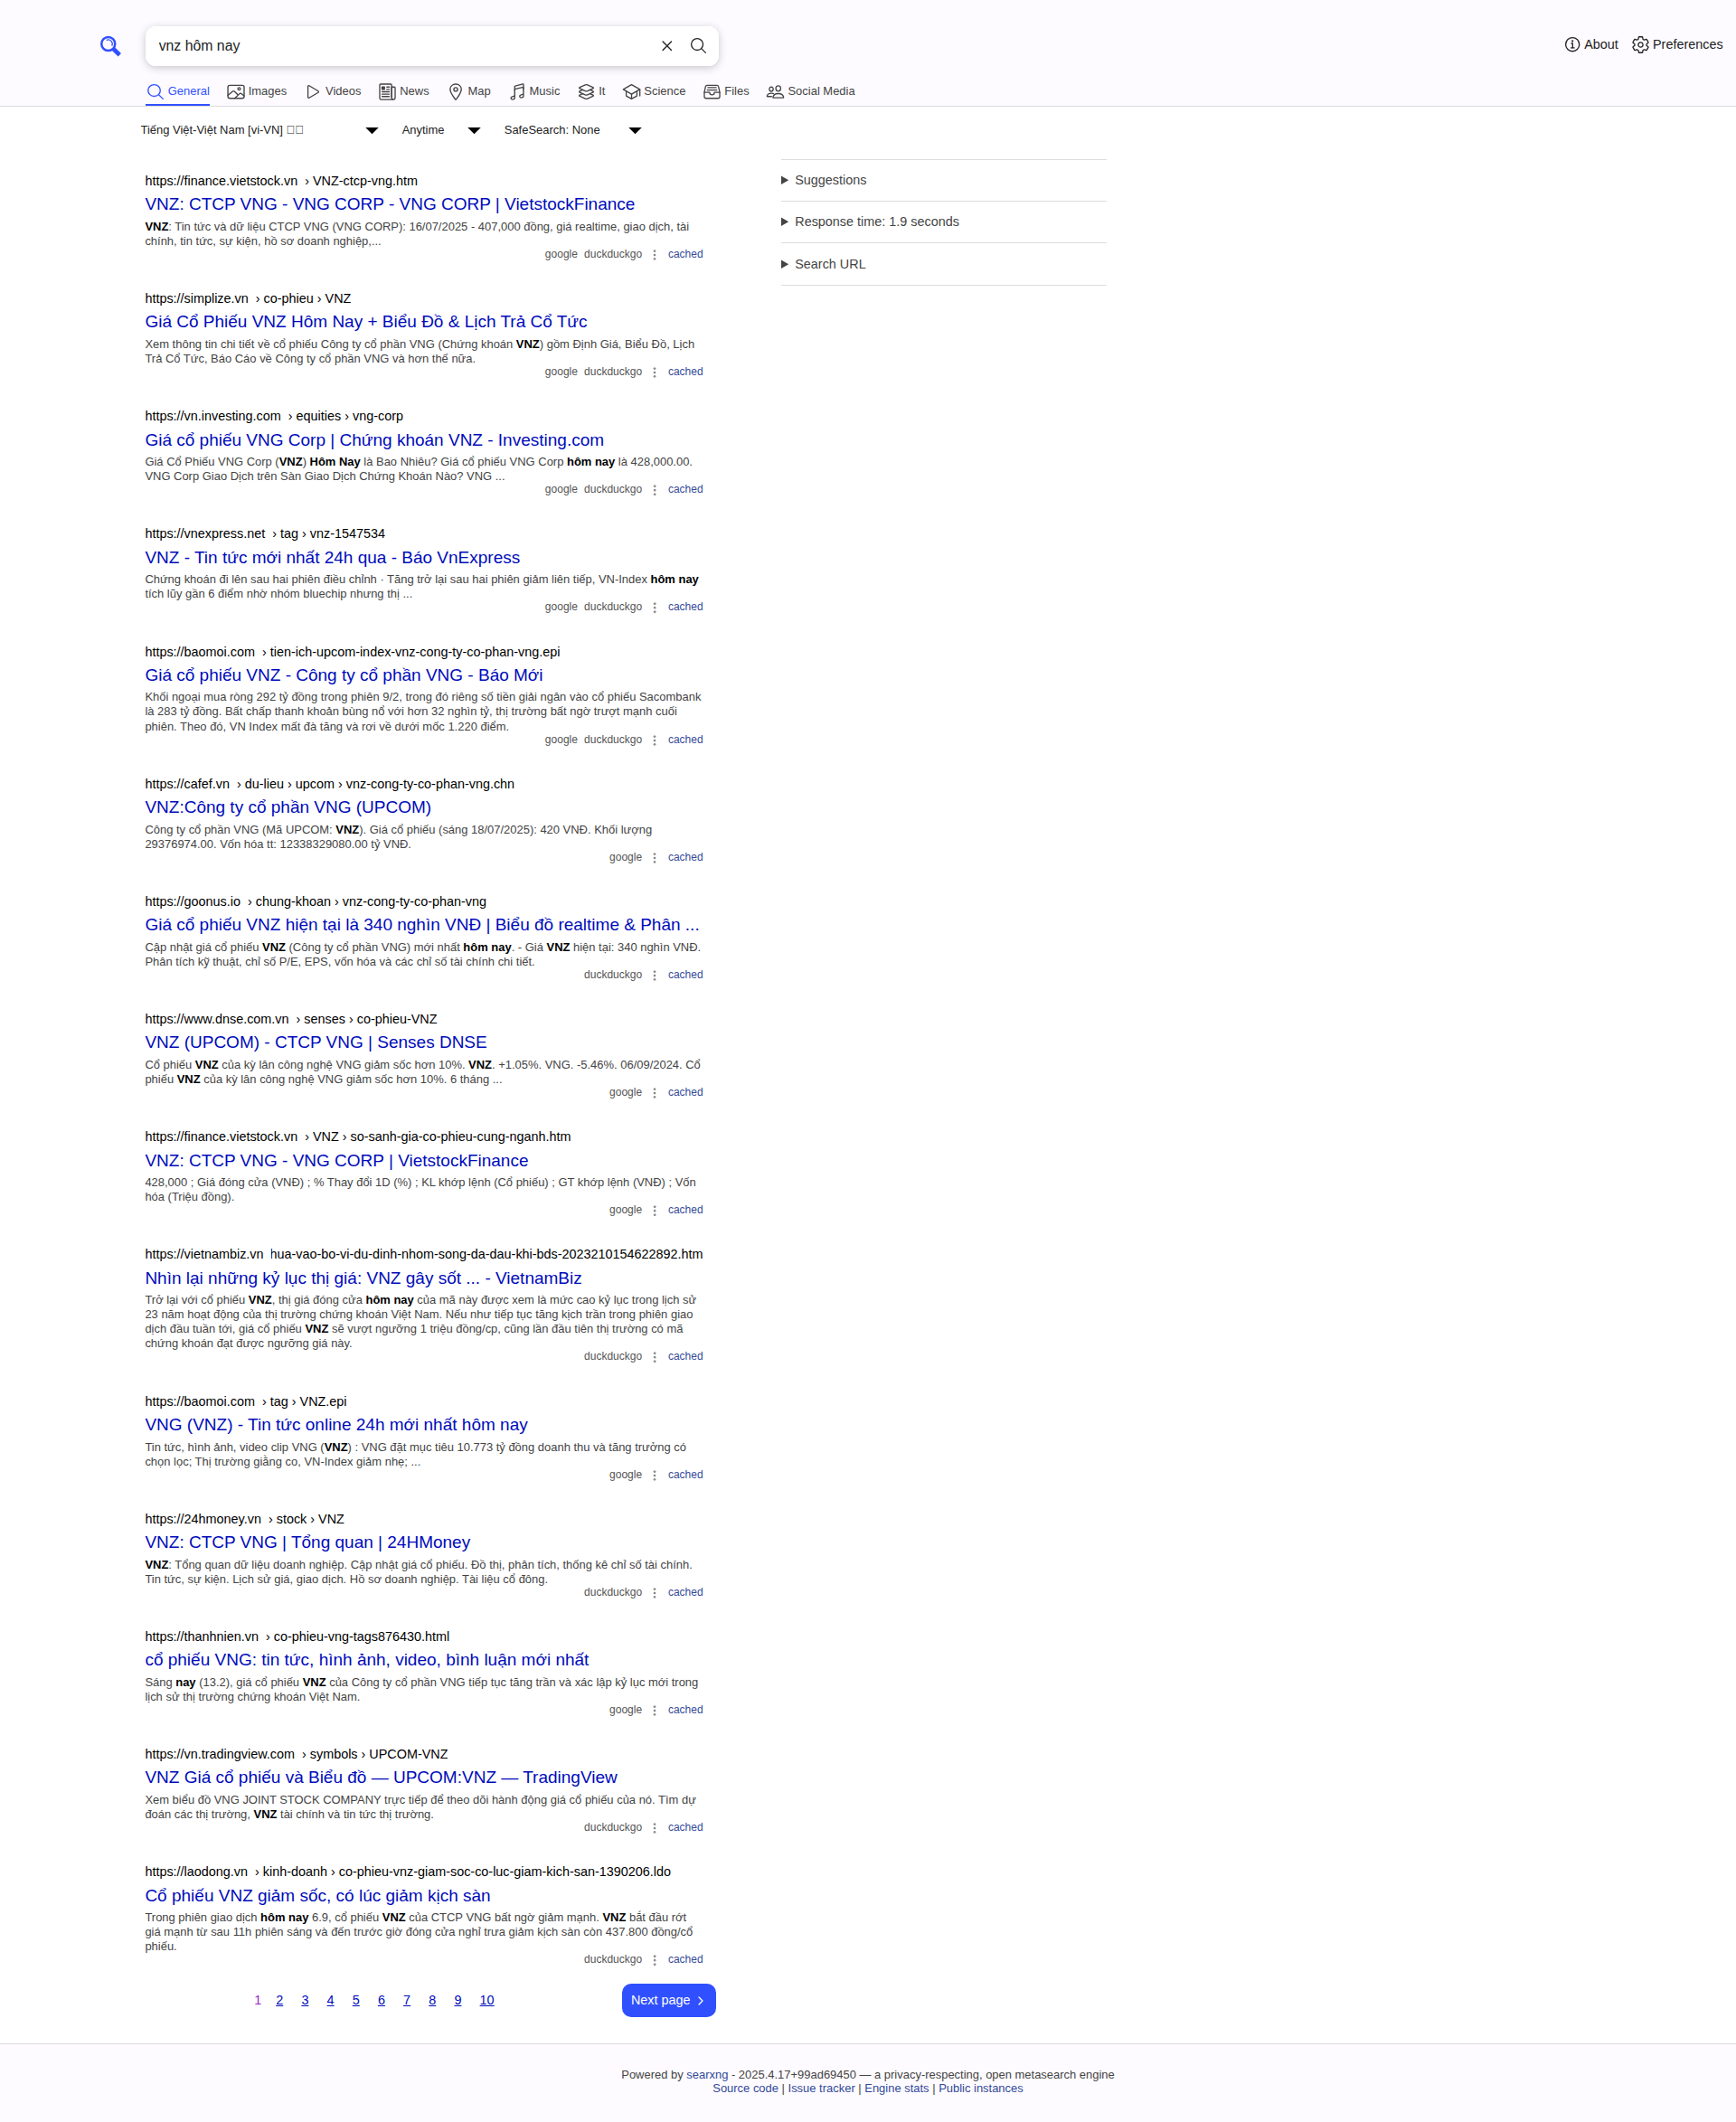 vnz hôm nay
About
Preferences
General
Images
Videos
News
Map
Music
It
Science
Files
Social Media
Tiếng Việt-Việt Nam [vi-VN]
Anytime
SafeSearch: None
Suggestions
Response time: 1.9 seconds
Search URL
https://finance.vietstock.vn › VNZ-ctcp-vng.htm
VNZ: CTCP VNG - VNG CORP - VNG CORP | VietstockFinance
VNZ: Tin tức và dữ liệu CTCP VNG (VNG CORP): 16/07/2025 - 407,000 đồng, giá realtime, giao dịch, tài
chính, tin tức, sự kiện, hồ sơ doanh nghiệp,...
google duckduckgo cached
https://simplize.vn › co-phieu › VNZ
Giá Cổ Phiếu VNZ Hôm Nay + Biểu Đồ & Lịch Trả Cổ Tức
Xem thông tin chi tiết về cổ phiếu Công ty cổ phần VNG (Chứng khoán VNZ) gồm Định Giá, Biểu Đồ, Lịch
Trả Cổ Tức, Báo Cáo về Công ty cổ phần VNG và hơn thế nữa.
google duckduckgo cached
https://vn.investing.com › equities › vng-corp
Giá cổ phiếu VNG Corp | Chứng khoán VNZ - Investing.com
Giá Cổ Phiếu VNG Corp (VNZ) Hôm Nay là Bao Nhiêu? Giá cổ phiếu VNG Corp hôm nay là 428,000.00.
VNG Corp Giao Dịch trên Sàn Giao Dịch Chứng Khoán Nào? VNG ...
google duckduckgo cached
https://vnexpress.net › tag › vnz-1547534
VNZ - Tin tức mới nhất 24h qua - Báo VnExpress
Chứng khoán đi lên sau hai phiên điều chỉnh · Tăng trở lại sau hai phiên giảm liên tiếp, VN-Index hôm nay
tích lũy gần 6 điểm nhờ nhóm bluechip nhưng thị ...
google duckduckgo cached
https://baomoi.com › tien-ich-upcom-index-vnz-cong-ty-co-phan-vng.epi
Giá cổ phiếu VNZ - Công ty cổ phần VNG - Báo Mới
Khối ngoại mua ròng 292 tỷ đồng trong phiên 9/2, trong đó riêng số tiền giải ngân vào cổ phiếu Sacombank
là 283 tỷ đồng. Bất chấp thanh khoản bùng nổ với hơn 32 nghìn tỷ, thị trường bất ngờ trượt mạnh cuối
phiên. Theo đó, VN Index mất đà tăng và rơi về dưới mốc 1.220 điểm.
google duckduckgo cached
https://cafef.vn › du-lieu › upcom › vnz-cong-ty-co-phan-vng.chn
VNZ:Công ty cổ phần VNG (UPCOM)
Công ty cổ phần VNG (Mã UPCOM: VNZ). Giá cổ phiếu (sáng 18/07/2025): 420 VNĐ. Khối lượng
29376974.00. Vốn hóa tt: 12338329080.00 tỷ VNĐ.
google cached
https://goonus.io › chung-khoan › vnz-cong-ty-co-phan-vng
Giá cổ phiếu VNZ hiện tại là 340 nghìn VNĐ | Biểu đồ realtime & Phân ...
Cập nhật giá cổ phiếu VNZ (Công ty cổ phần VNG) mới nhất hôm nay. - Giá VNZ hiện tại: 340 nghìn VNĐ.
Phân tích kỹ thuật, chỉ số P/E, EPS, vốn hóa và các chỉ số tài chính chi tiết.
duckduckgo cached
https://www.dnse.com.vn › senses › co-phieu-VNZ
VNZ (UPCOM) - CTCP VNG | Senses DNSE
Cổ phiếu VNZ của kỳ lân công nghệ VNG giảm sốc hơn 10%. VNZ. +1.05%. VNG. -5.46%. 06/09/2024. Cổ
phiếu VNZ của kỳ lân công nghệ VNG giảm sốc hơn 10%. 6 tháng ...
google cached
https://finance.vietstock.vn › VNZ › so-sanh-gia-co-phieu-cung-nganh.htm
VNZ: CTCP VNG - VNG CORP | VietstockFinance
428,000 ; Giá đóng cửa (VNĐ) ; % Thay đổi 1D (%) ; KL khớp lệnh (Cổ phiếu) ; GT khớp lệnh (VNĐ) ; Vốn
hóa (Triệu đồng).
google cached
https://vietnambiz.vn hua-vao-bo-vi-du-dinh-nhom-song-da-dau-khi-bds-2023210154622892.htm
Nhìn lại những kỷ lục thị giá: VNZ gây sốt ... - VietnamBiz
Trở lại với cổ phiếu VNZ, thị giá đóng cửa hôm nay của mã này được xem là mức cao kỷ lục trong lịch sử
23 năm hoạt động của thị trường chứng khoán Việt Nam. Nếu như tiếp tục tăng kịch trần trong phiên giao
dịch đầu tuần tới, giá cổ phiếu VNZ sẽ vượt ngưỡng 1 triệu đồng/cp, cũng lần đầu tiên thị trường có mã
chứng khoán đạt được ngưỡng giá này.
duckduckgo cached
https://baomoi.com › tag › VNZ.epi
VNG (VNZ) - Tin tức online 24h mới nhất hôm nay
Tin tức, hình ảnh, video clip VNG (VNZ) : VNG đặt mục tiêu 10.773 tỷ đồng doanh thu và tăng trưởng có
chọn lọc; Thị trường giằng co, VN-Index giảm nhẹ; ...
google cached
https://24hmoney.vn › stock › VNZ
VNZ: CTCP VNG | Tổng quan | 24HMoney
VNZ: Tổng quan dữ liệu doanh nghiệp. Cập nhật giá cổ phiếu. Đồ thị, phân tích, thống kê chỉ số tài chính.
Tin tức, sự kiện. Lịch sử giá, giao dịch. Hồ sơ doanh nghiệp. Tài liệu cổ đông.
duckduckgo cached
https://thanhnien.vn › co-phieu-vng-tags876430.html
cổ phiếu VNG: tin tức, hình ảnh, video, bình luận mới nhất
Sáng nay (13.2), giá cổ phiếu VNZ của Công ty cổ phần VNG tiếp tục tăng trần và xác lập kỷ lục mới trong
lịch sử thị trường chứng khoán Việt Nam.
google cached
https://vn.tradingview.com › symbols › UPCOM-VNZ
VNZ Giá cổ phiếu và Biểu đồ — UPCOM:VNZ — TradingView
Xem biểu đồ VNG JOINT STOCK COMPANY trực tiếp để theo dõi hành động giá cổ phiếu của nó. Tìm dự
đoán các thị trường, VNZ tài chính và tin tức thị trường.
duckduckgo cached
https://laodong.vn › kinh-doanh › co-phieu-vnz-giam-soc-co-luc-giam-kich-san-1390206.ldo
Cổ phiếu VNZ giảm sốc, có lúc giảm kịch sàn
Trong phiên giao dịch hôm nay 6.9, cổ phiếu VNZ của CTCP VNG bất ngờ giảm mạnh. VNZ bắt đầu rớt
giá mạnh từ sau 11h phiên sáng và đến trước giờ đóng cửa nghỉ trưa giảm kịch sàn còn 437.800 đồng/cổ
phiếu.
duckduckgo cached
1 2 3 4 5 6 7 8 9 10
Next page
Powered by searxng - 2025.4.17+99ad69450 — a privacy-respecting, open metasearch engine
Source code | Issue tracker | Engine stats | Public instances